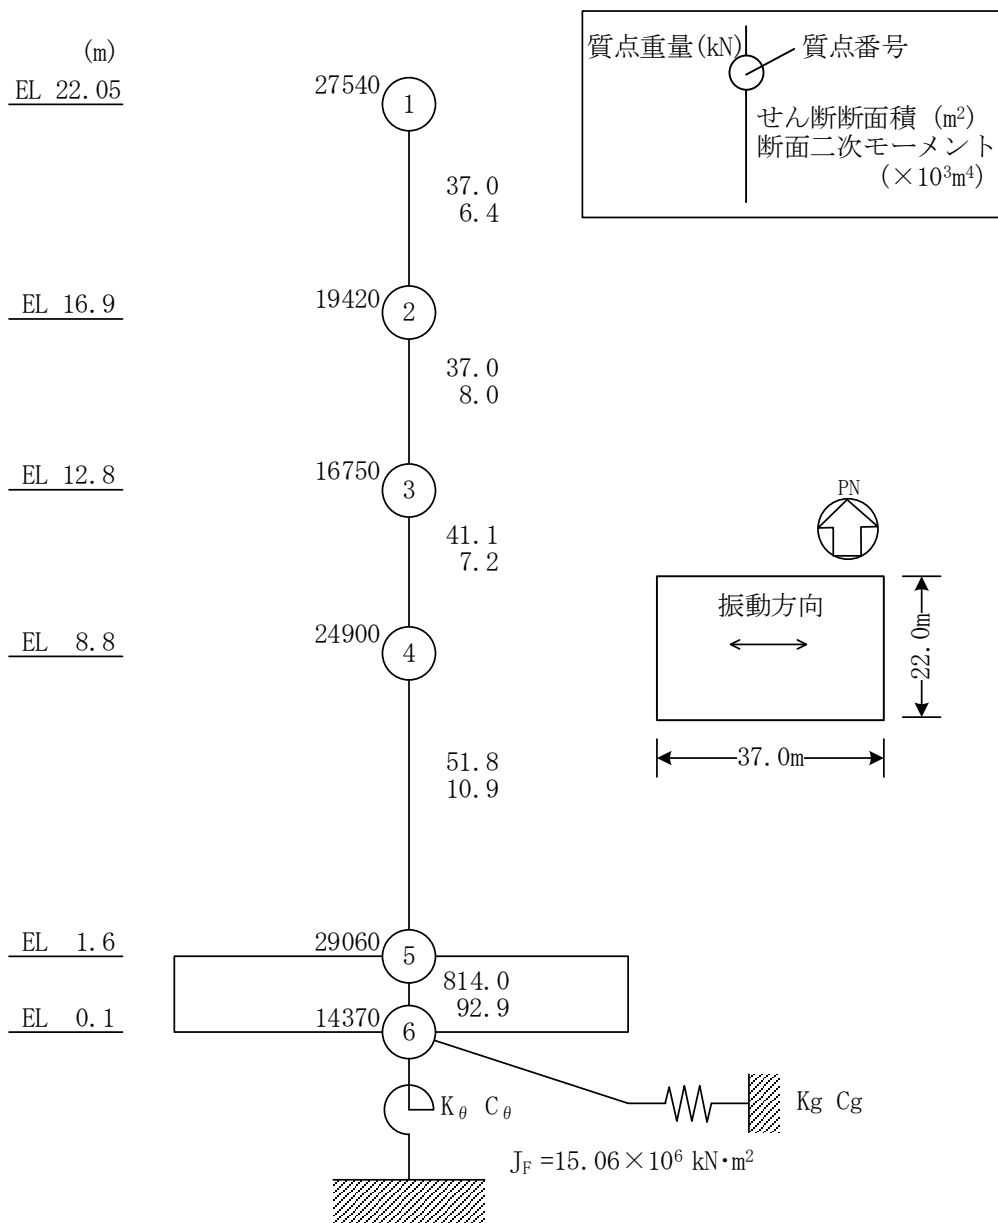 (m)
EL 22.05
27540
1
質点重量(kN)
質点番号
せん断断面積 (m²)
断面二次モーメント
(×10³m⁴)
37.0
6.4
EL 16.9
19420
2
37.0
8.0
EL 12.8
16750
3
PN
41.1
7.2
振動方向
22.0m
EL 8.8
24900
4
51.8
10.9
37.0m
EL 1.6
29060
5
814.0
92.9
EL 0.1
14370
6
Kθ Cθ
Kg Cg
J_F =15.06×10⁶ kN·m²